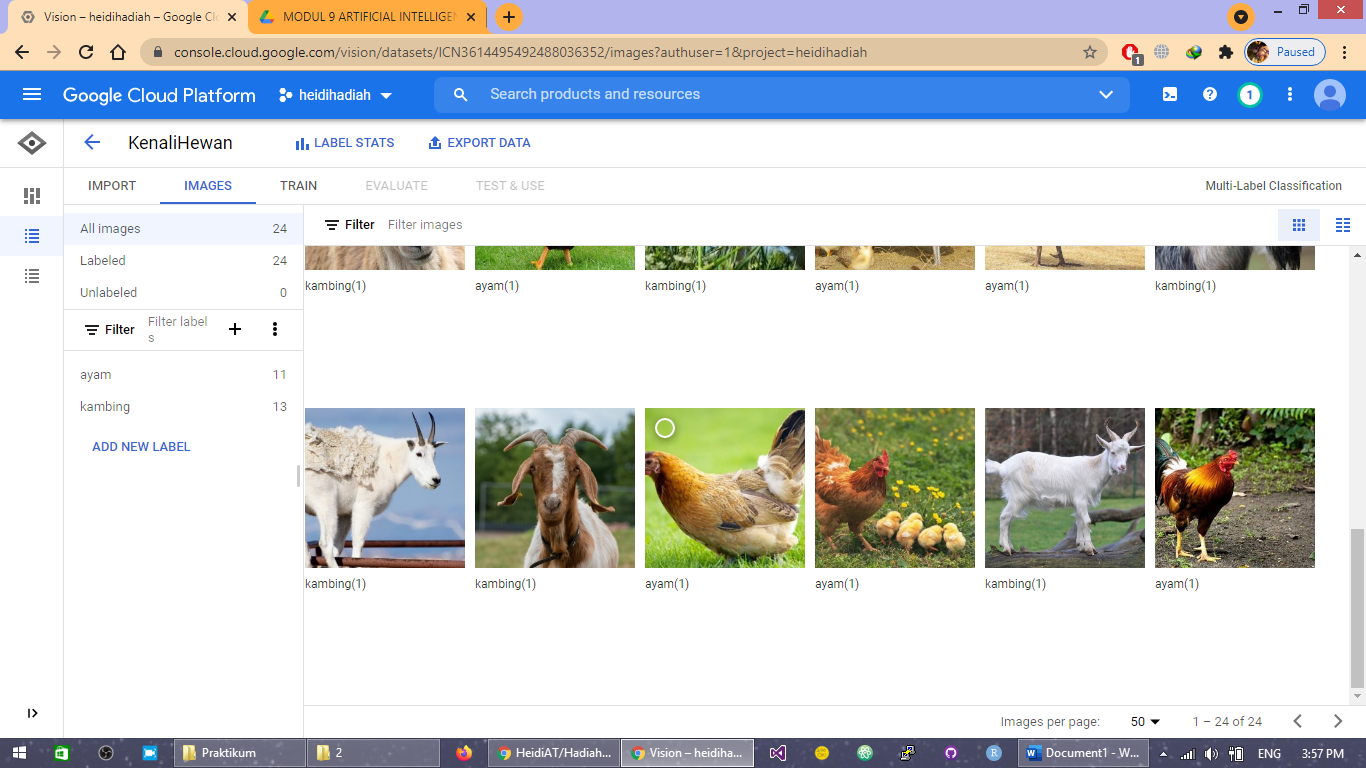 Vision – heidihadiah – Google Clo
MODUL 9 ARTIFICIAL INTELLIGEN
console.cloud.google.com/vision/datasets/ICN3614495492488036352/images?authuser=1&project=heidihadiah
1
Paused
Google Cloud Platform
heidihadiah
Search products and resources
1
KenaliHewan
LABEL STATS
EXPORT DATA
IMPORT
IMAGES
TRAIN
EVALUATE
TEST & USE
Multi-Label Classification
All images 24
Labeled 24
Unlabeled 0
Filter
Filter label
s
ayam 11
kambing 13
ADD NEW LABEL
Filter
Filter images
kambing(1)
ayam(1)
kambing(1)
ayam(1)
ayam(1)
kambing(1)
kambing(1)
kambing(1)
ayam(1)
ayam(1)
kambing(1)
ayam(1)
Images per page: 50 1 – 24 of 24
Praktikum
2
HeidiAT/Hadiah...
Vision – heidiha...
R
Document1 - W...
ENG
3:57 PM